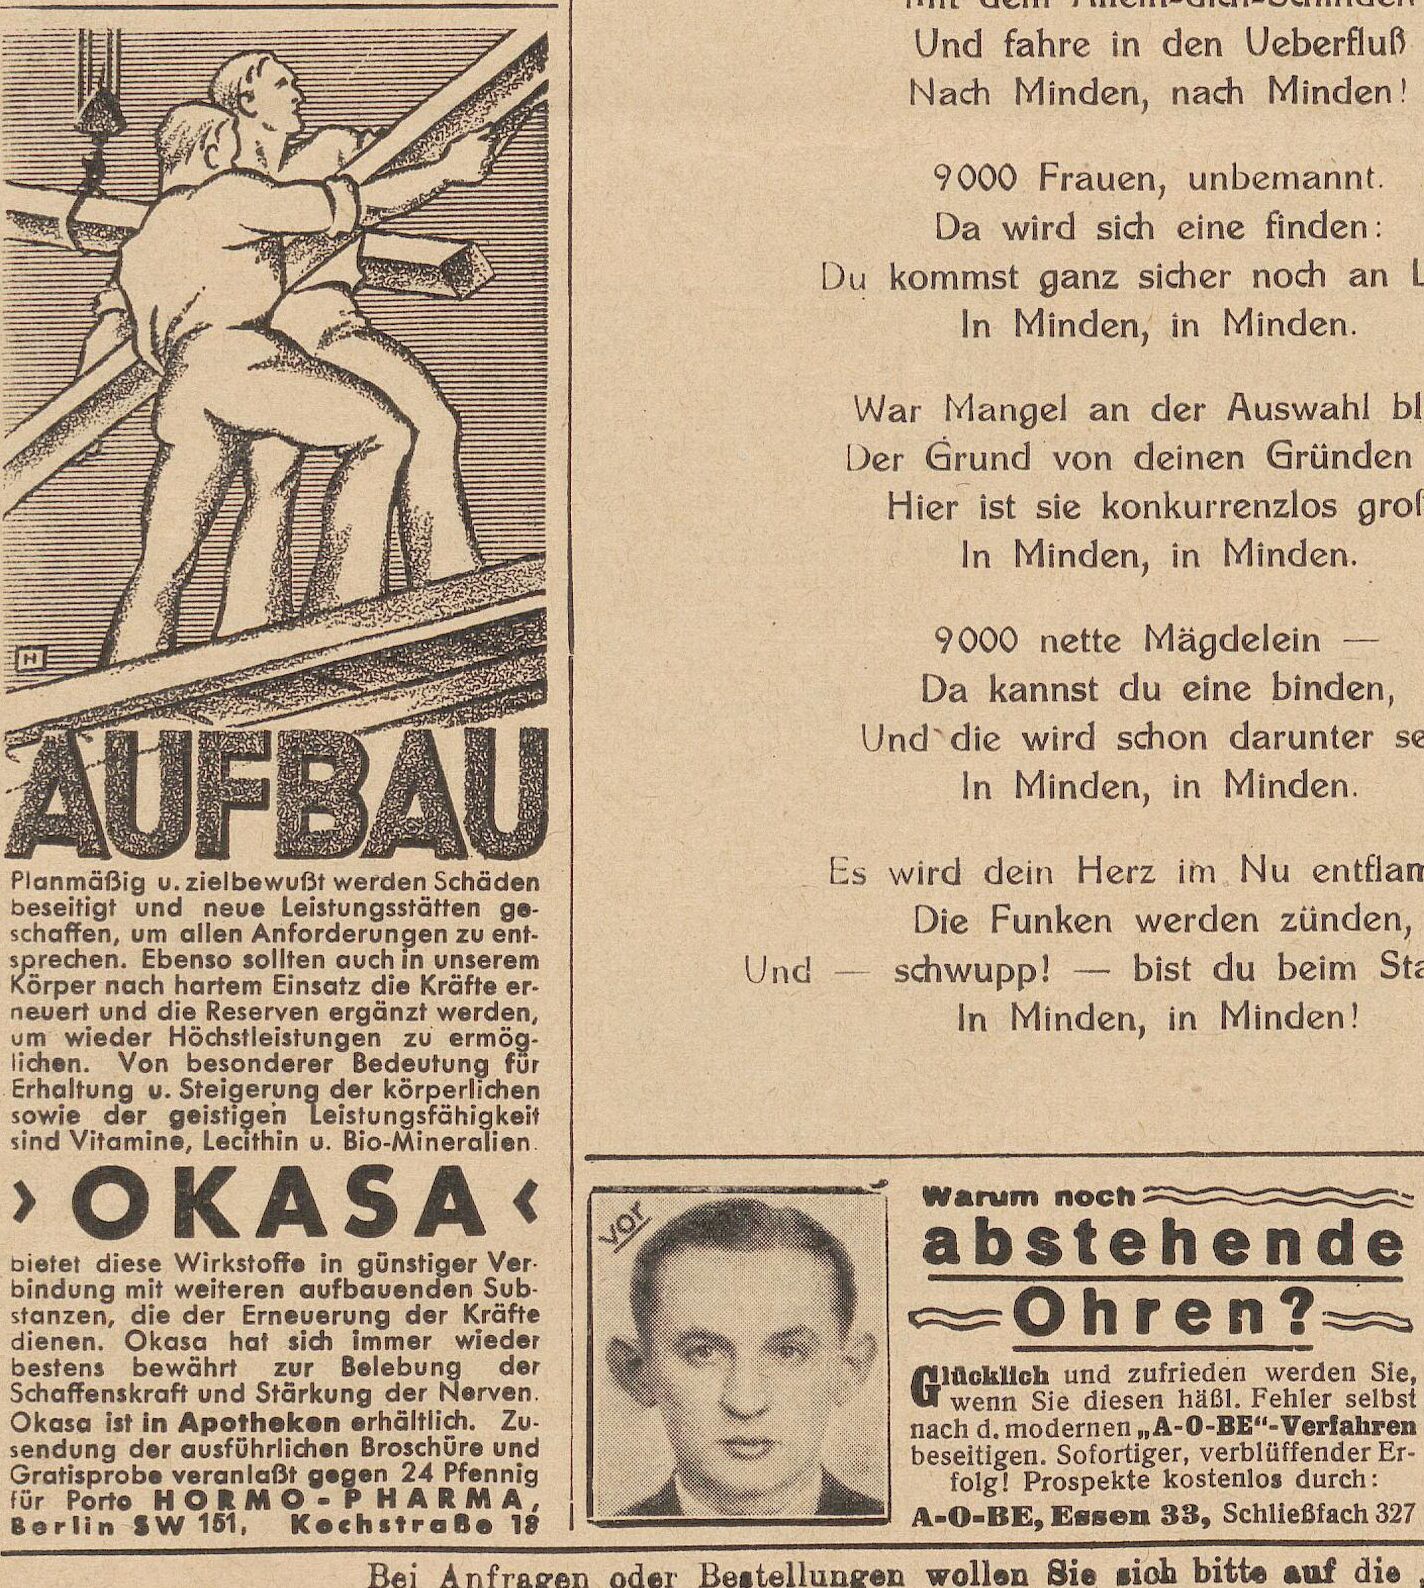 Und fahre in den Ueberfluß
Nach Minden, nach Minden!
9000 Frauen, unbemannt.
Da wird sich eine finden:
Du kommst ganz sicher noch an
In Minden, in Minden.
War Mangel an der Auswahl
Der Grund von deinen Gründen
Hier ist sie konkurrenzlos
In Minden, in Minden.
9000 nette Mägdelein —
Da kannst du eine binden,
Und die wird schon darunter
In Minden, in Minden.
Es wird dein Herz im Nu
Die Funken werden zünden,
Und — schwupp! — bist du beim
In Minden, in Minden!
H
AUFBAU
Planmäßig u. zielbewußt werden Schäden
beseitigt und neue Leistungsstätten ge-
schaffen, um allen Anforderungen zu ent-
sprechen. Ebenso sollten auch in unserem
Körper nach hartem Einsatz die Kräfte er-
neuert und die Reserven ergänzt werden,
um wieder Höchstleistungen zu ermög-
lichen. Von besonderer Bedeutung für
Erhaltung u. Steigerung der körperlichen
sowie der geistigen Leistungsfähigkeit
sind Vitamine, Lecithin u. Bio-Mineralien.
› OKASA ‹
bietet diese Wirkstoffe in günstiger Ver-
bindung mit weiteren aufbauenden Sub-
stanzen, die der Erneuerung der Kräfte
dienen. Okasa hat sich immer wieder
bestens bewährt zur Belebung der
Schaffenskraft und Stärkung der Nerven.
Okasa ist in Apotheken erhältlich. Zu-
sendung der ausführlichen Broschüre und
Gratisprobe veranlaßt gegen 24 Pfennig
für Porto HORMO-PHARMA,
Berlin SW 151, Kochstraße 18
vor
Warum noch
abstehende
Ohren?
Glücklich und zufrieden werden Sie,
wenn Sie diesen häßl. Fehler selbst
nach d. modernen „A-O-BE“-Verfahren
beseitigen. Sofortiger, verblüffender Er-
folg! Prospekte kostenlos durch:
A-O-BE, Essen 33, Schließfach 327
Bei Anfragen oder Bestellungen wollen Sie sich bitte auf die